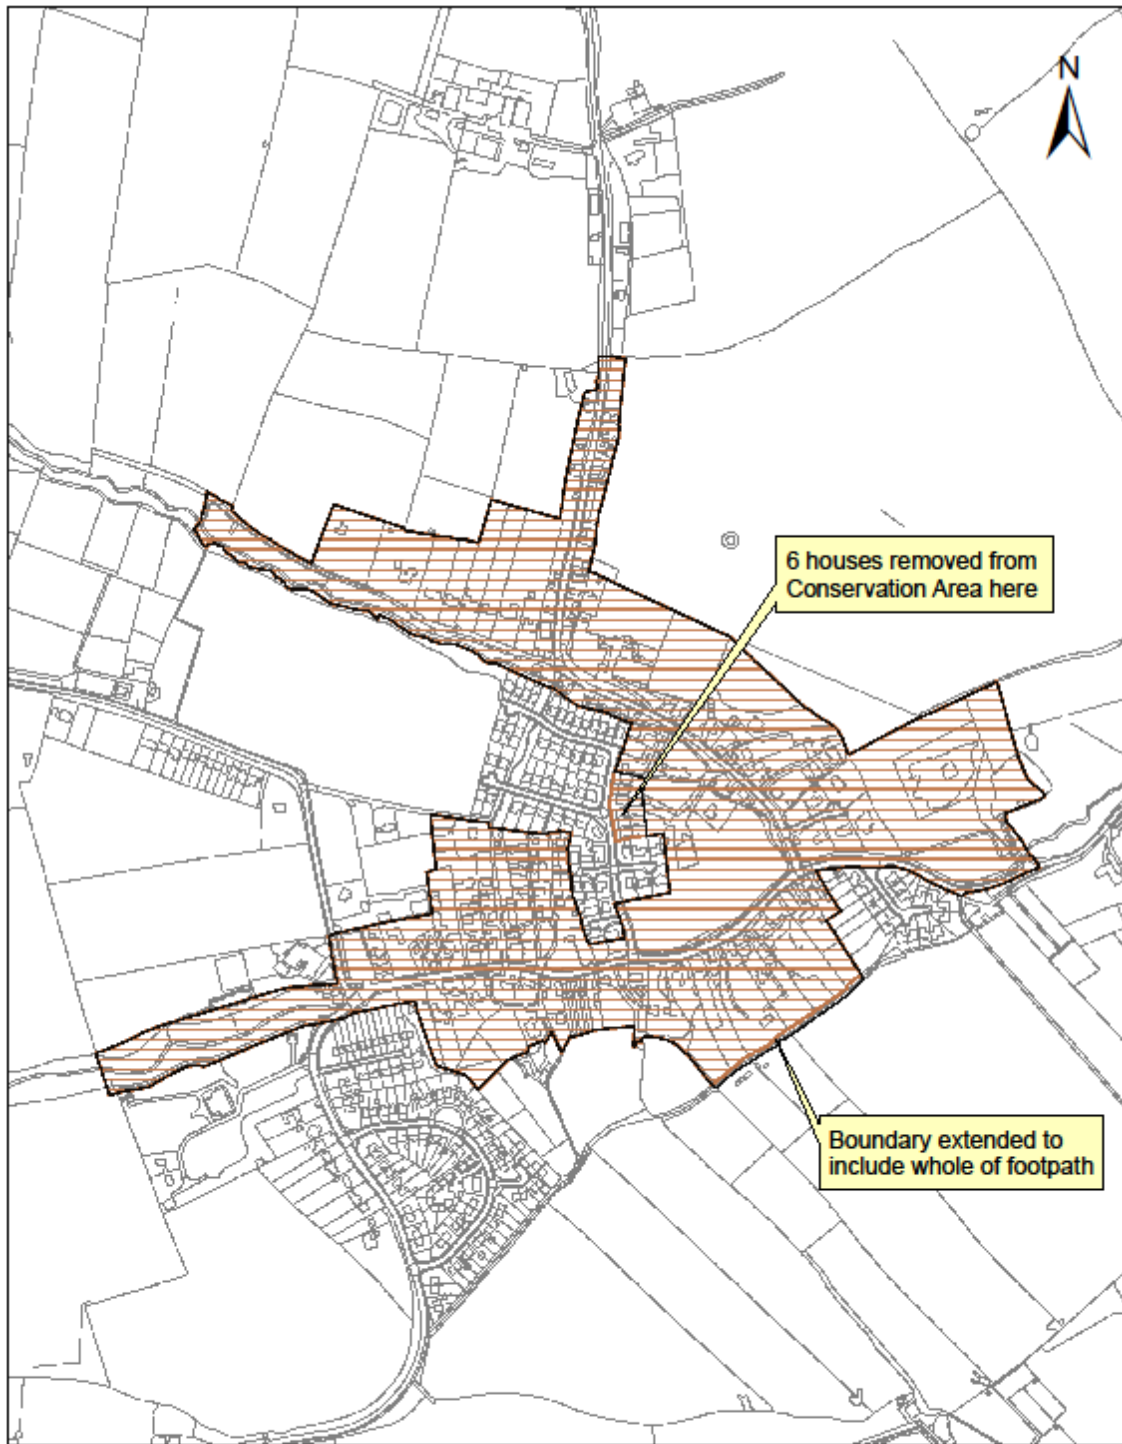 N
6 houses removed from
Conservation Area here
Boundary extended to
include whole of footpath